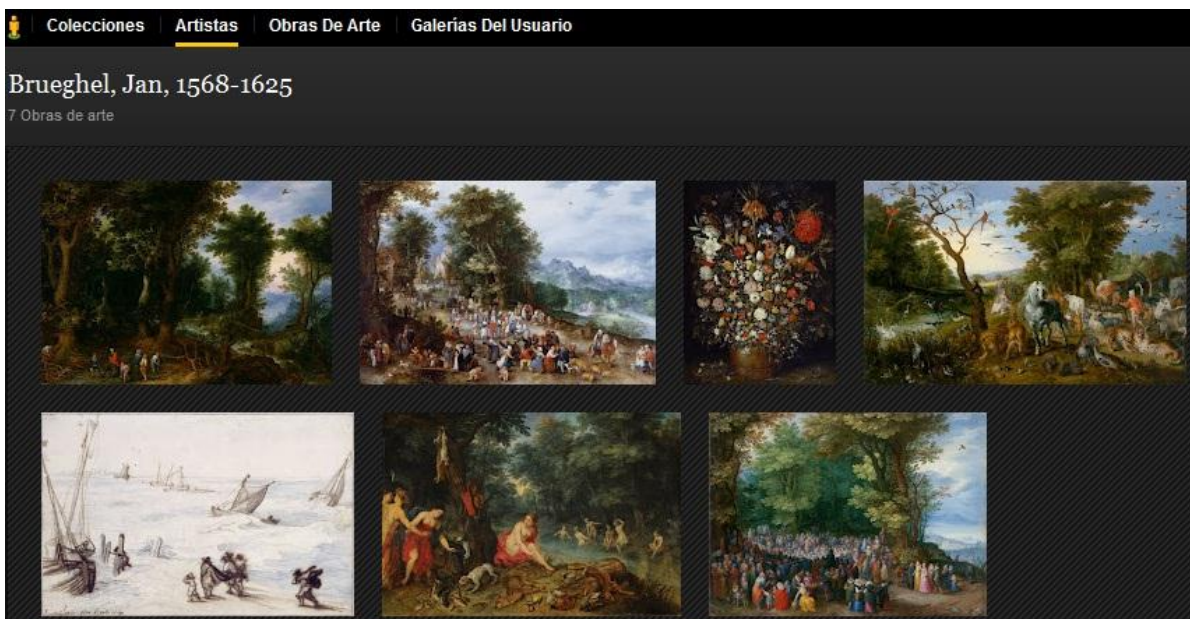 Colecciones Artistas Obras De Arte Galerías Del Usuario
Brueghel, Jan, 1568-1625
7 Obras de arte